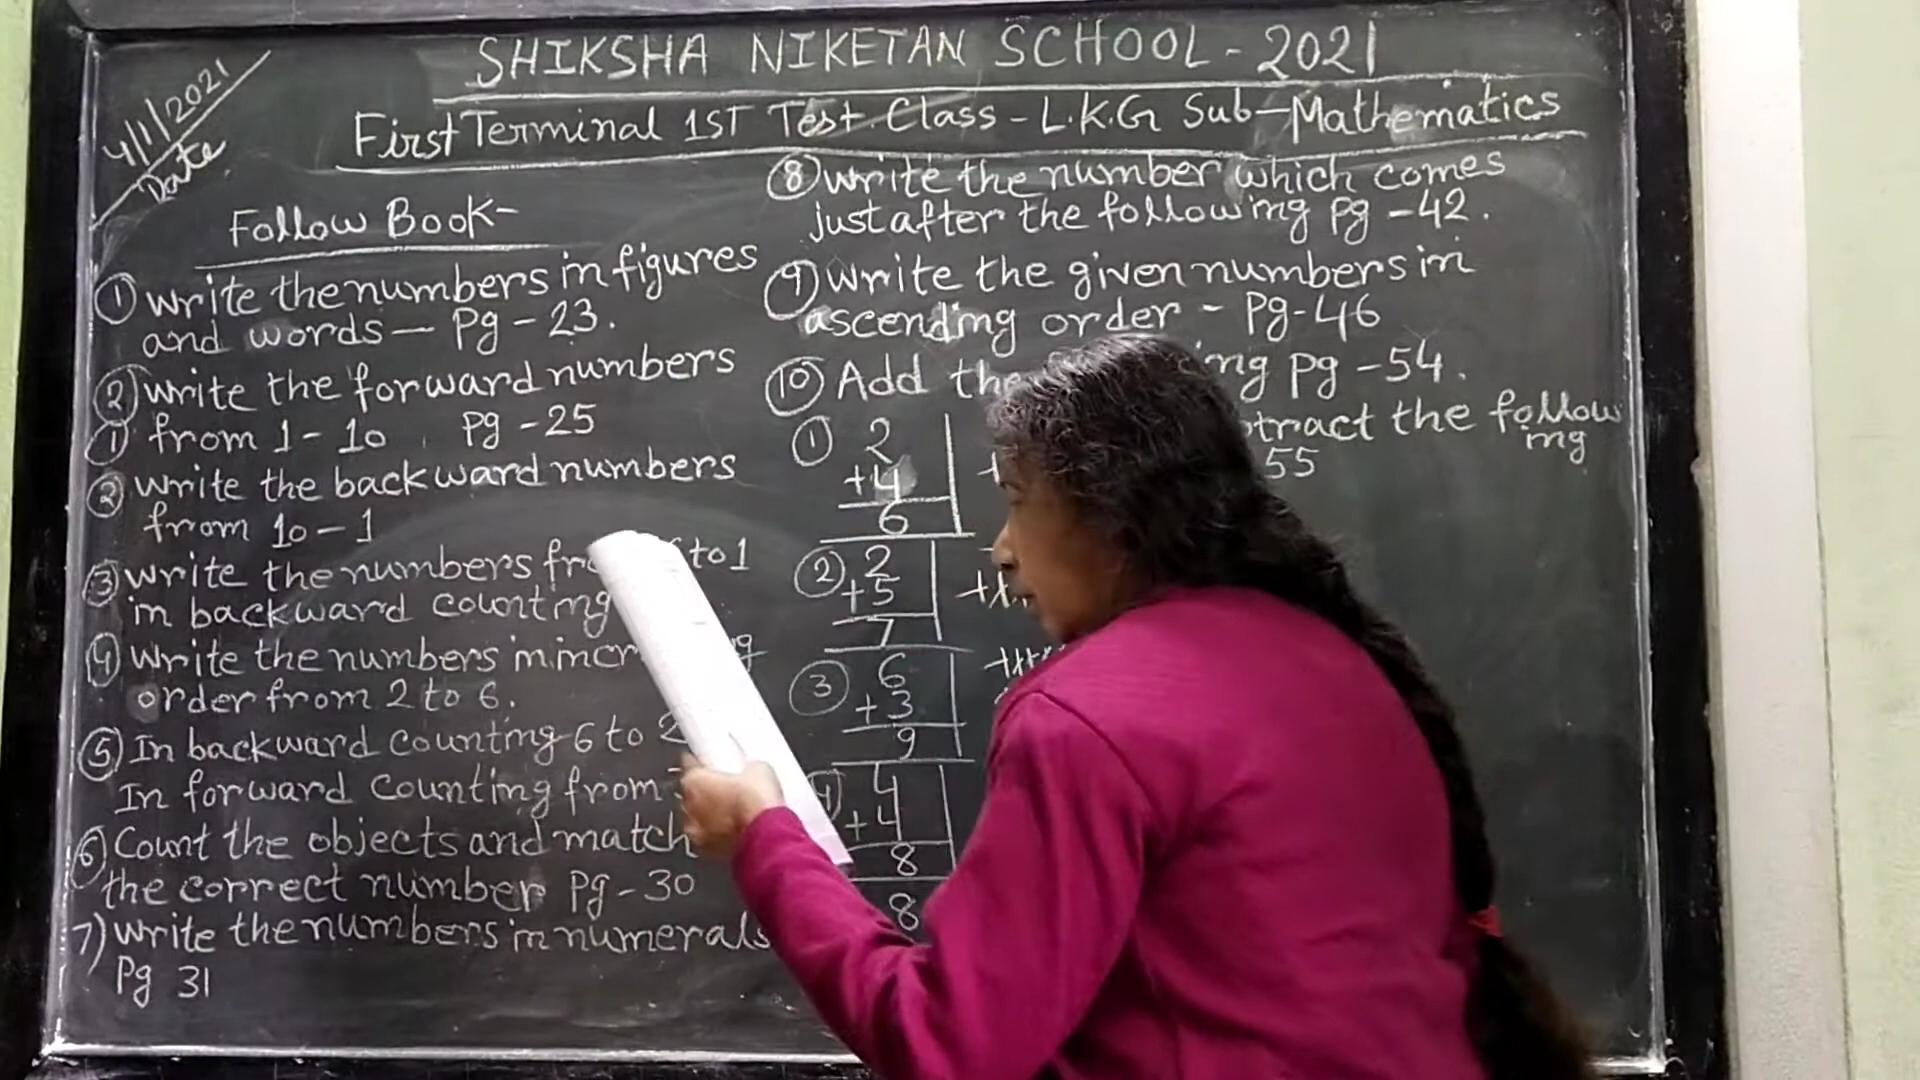 SHIKSHA NIKETAN SCHOOL - 2021
4/1/2021
Date
First Terminal 1ST Test Class - L.K.G Sub - Mathematics
Follow Book -
① Write the numbers in figures
and words — Pg - 23.
② Write the forward numbers
① from 1 - 10 Pg - 25
② Write the backward numbers
from 10 - 1
③ Write the numbers to 1
in backward counting
④ Write the numbers in
order from 2 to 6.
⑤ In backward counting 6 to 2
In forward counting from
⑥ Count the objects and match
the correct number Pg - 30
7) Write the numbers in numerals
Pg 31
⑧ Write the number which comes
just after the following Pg - 42.
⑨ Write the given numbers in
ascending order - Pg - 46
⑩ Add Pg - 54.
the following
55
① 2
+4
6
② 2
+5
7
③ 6
+3
9
4
+4
8
8